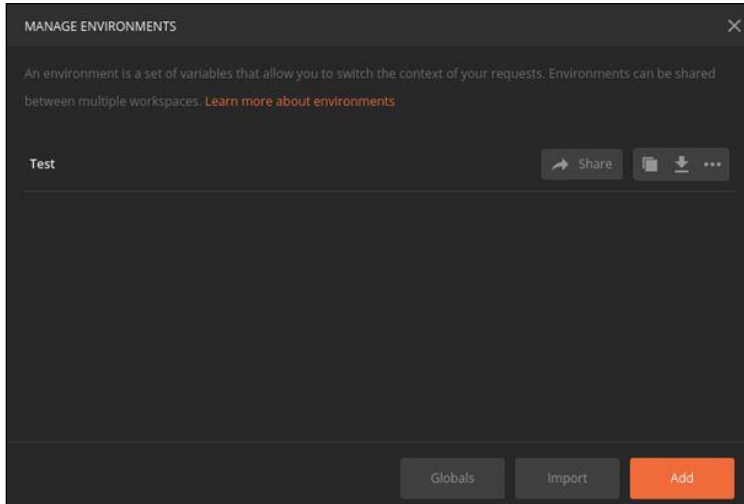 MANAGE ENVIRONMENTS
An environment is a set of variables that allow you to switch the context of your requests. Environments can be shared
between multiple workspaces. Learn more about environments
Test
Share
Globals
Import
Add